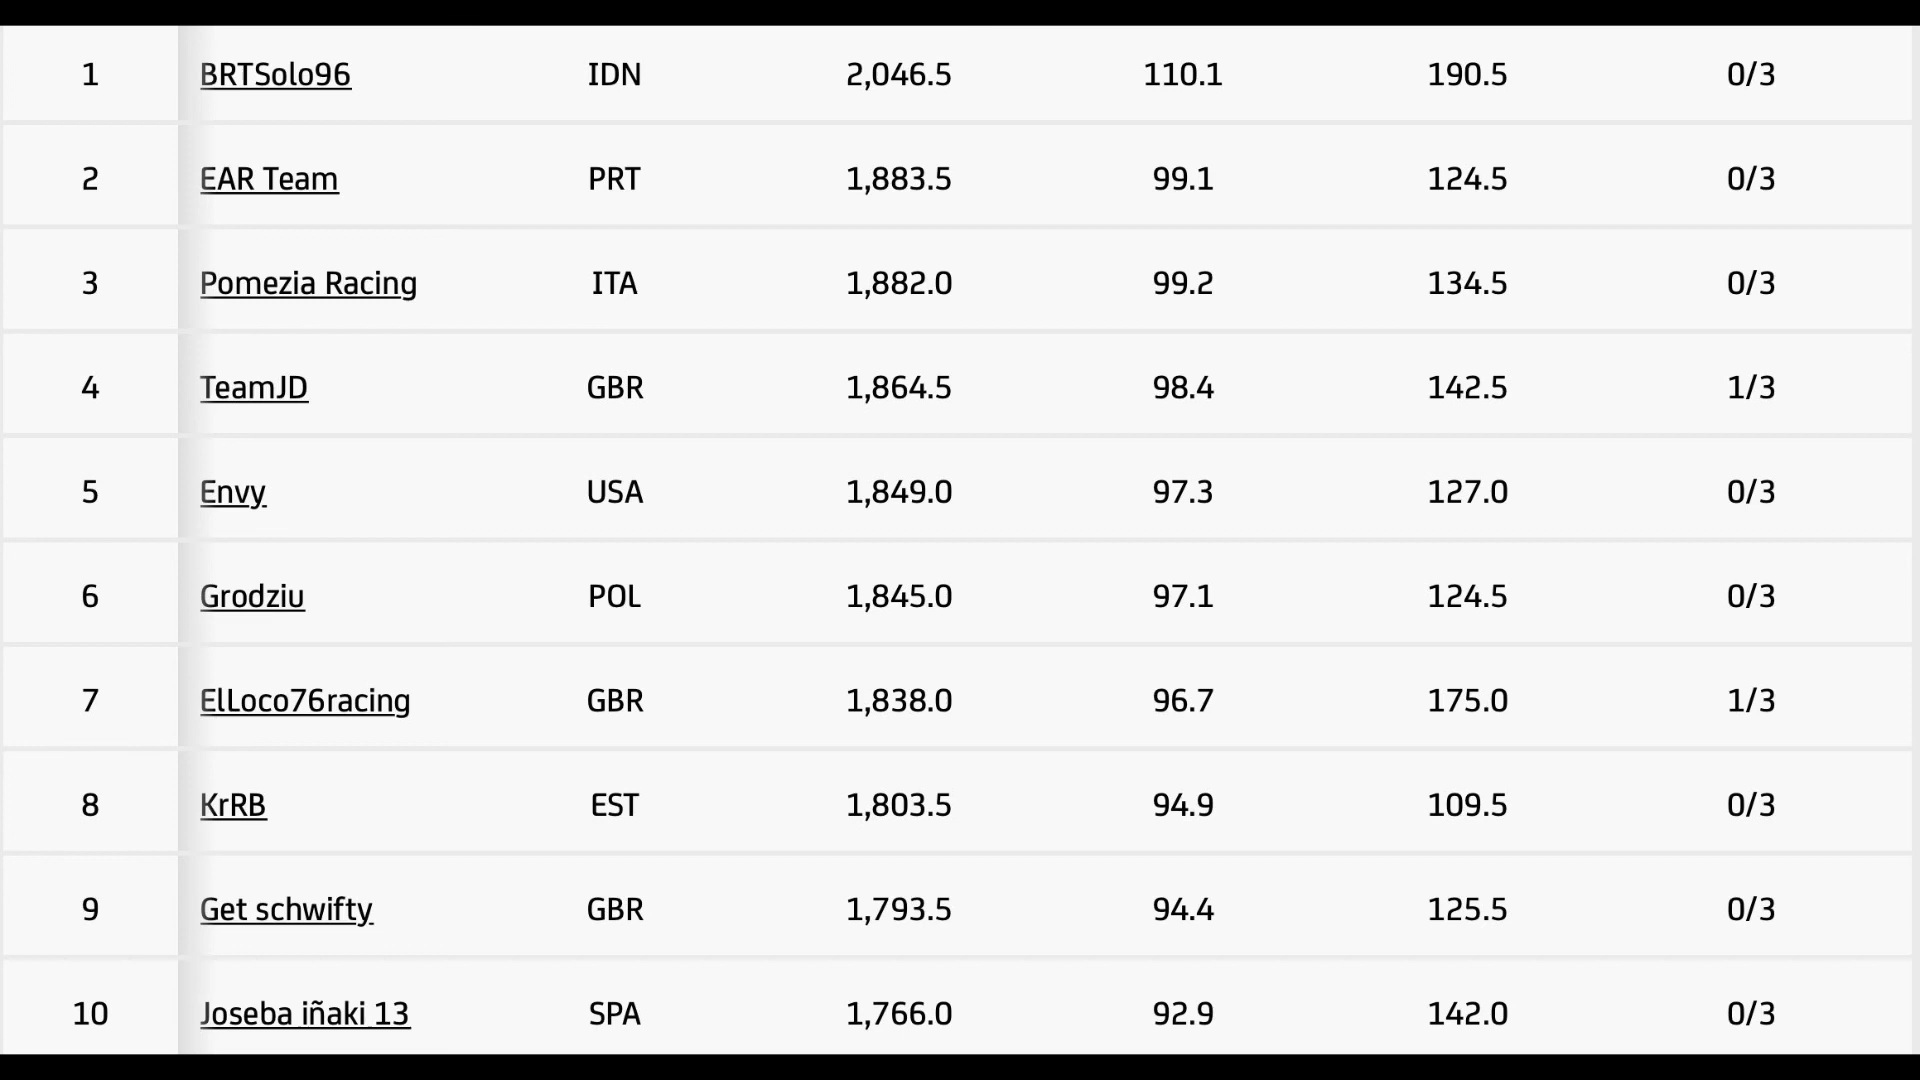 1 BRTSolo96 IDN 2,046.5 110.1 190.5 0/3
2 EAR Team PRT 1,883.5 99.1 124.5 0/3
3 Pomezia Racing ITA 1,882.0 99.2 134.5 0/3
4 TeamJD GBR 1,864.5 98.4 142.5 1/3
5 Envy USA 1,849.0 97.3 127.0 0/3
6 Grodziu POL 1,845.0 97.1 124.5 0/3
7 ElLoco76racing GBR 1,838.0 96.7 175.0 1/3
8 KrRB EST 1,803.5 94.9 109.5 0/3
9 Get schwifty GBR 1,793.5 94.4 125.5 0/3
10 Joseba iñaki 13 SPA 1,766.0 92.9 142.0 0/3